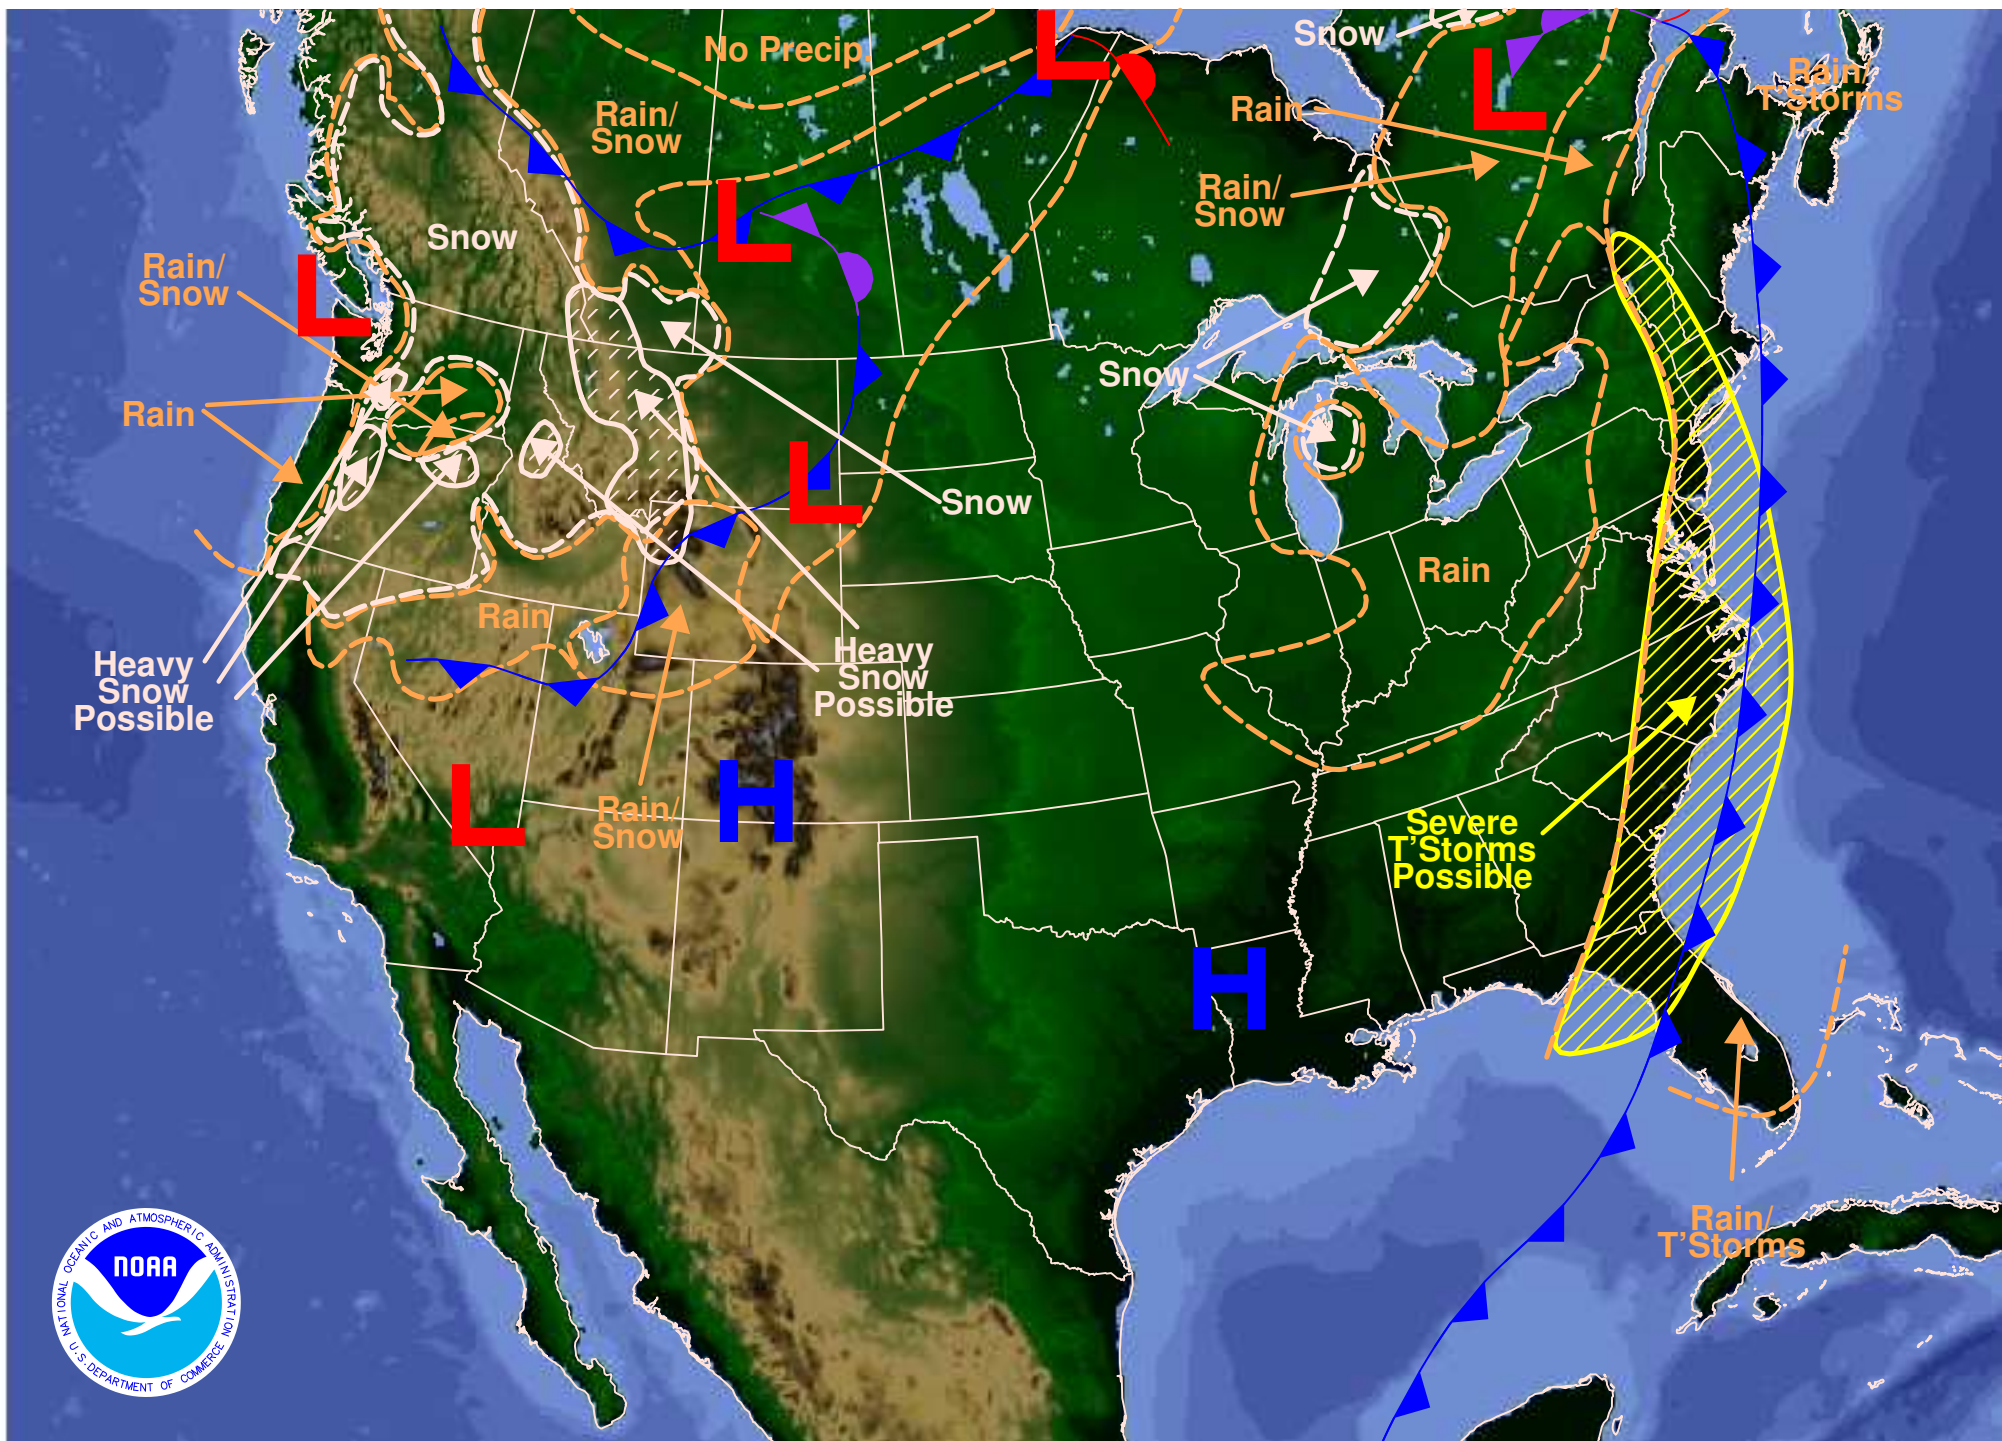 Snow
No Precip.
Rain/
Snow
Rain/
T'Storms
Rain
Rain/
Snow
Snow
Rain/
Snow
L
L
L
L
L
L
Rain
Snow
Snow
Rain
Rain
Heavy
Snow
Possible
Heavy
Snow
Possible
Rain/
Snow
H
Severe
T'Storms
Possible
H
Rain/
T'Storms
NATIONAL OCEANIC AND ATMOSPHERIC ADMINISTRATION
NOAA
U.S. DEPARTMENT OF COMMERCE